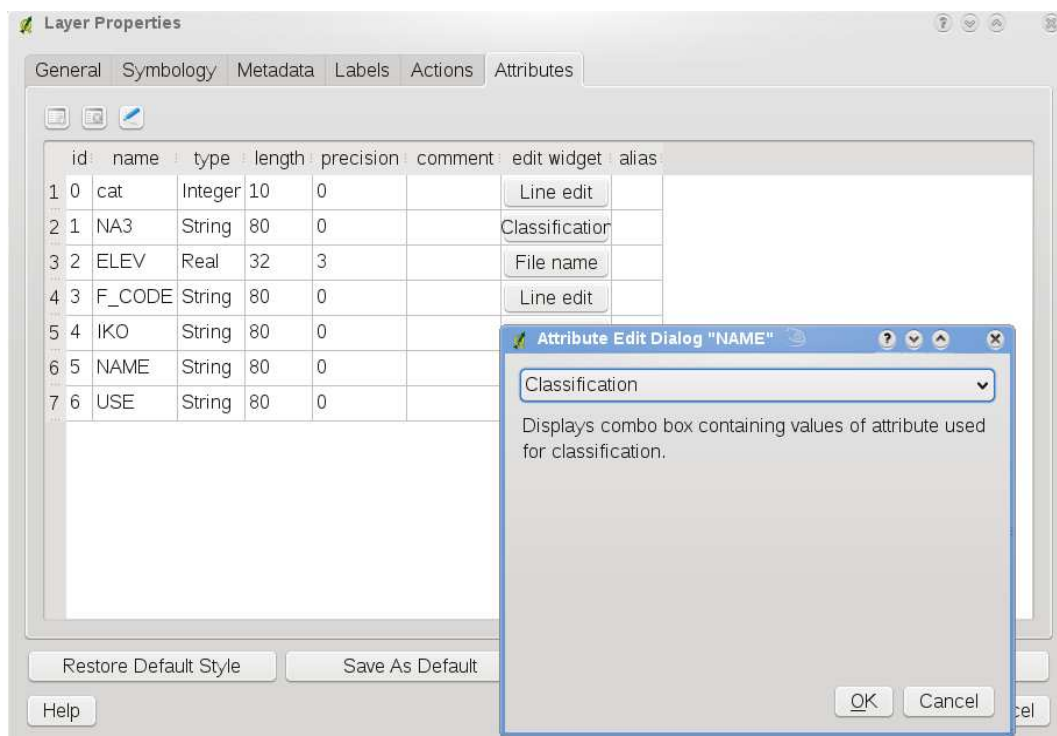 Layer Properties
General Symbology Metadata Labels Actions Attributes
id name type length precision comment edit widget alias
1 0 cat Integer 10 0 Line edit
2 1 NA3 String 80 0 Classification
3 2 ELEV Real 32 3 File name
4 3 F_CODE String 80 0 Line edit
5 4 IKO String 80 0
6 5 NAME String 80 0
7 6 USE String 80 0
Attribute Edit Dialog "NAME"
Classification
Displays combo box containing values of attribute used
for classification.
OK Cancel
Restore Default Style Save As Default
Help cel